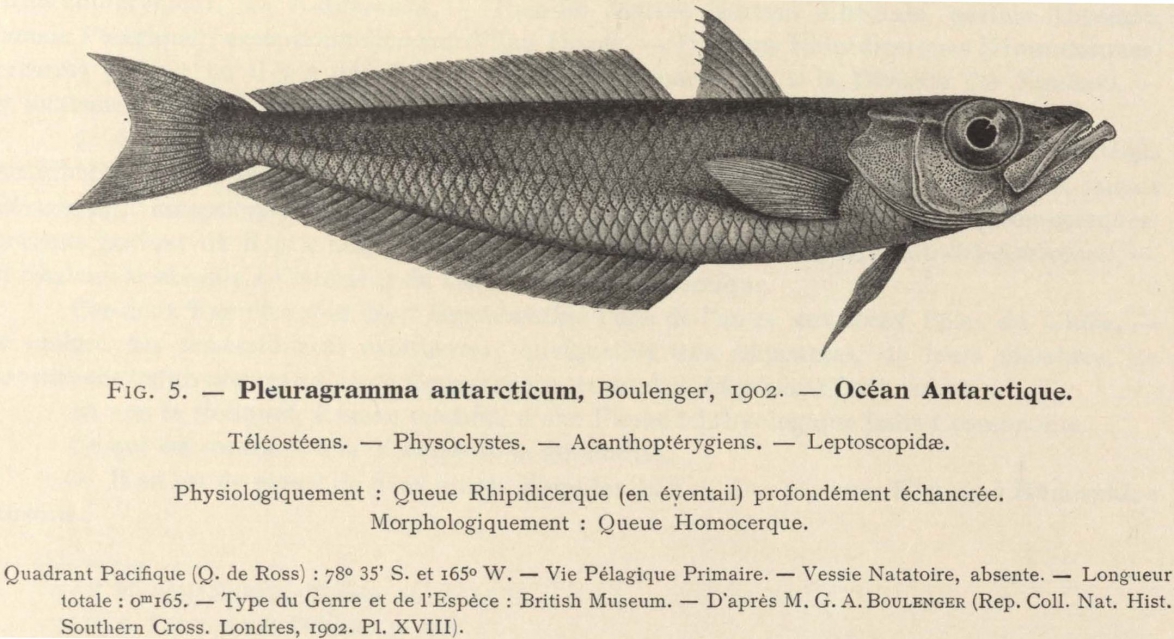 FIG. 5. — Pleuragramma antarcticum, Boulenger, 1902. — Océan Antarctique.
Téléostéens. — Physoclystes. — Acanthoptérygiens. — Leptoscopidæ.
Physiologiquement : Queue Rhipidicerque (en éventail) profondément échancrée.
Morphologiquement : Queue Homocerque.
Quadrant Pacifique (Q. de Ross) : 78º 35' S. et 165º W. — Vie Pélagique Primaire. — Vessie Natatoire, absente. — Longueur
totale : 0ᵐ165. — Type du Genre et de l'Espèce : British Museum. — D'après M. G. A. BOULENGER (Rep. Coll. Nat. Hist.
Southern Cross. Londres, 1902. Pl. XVIII).